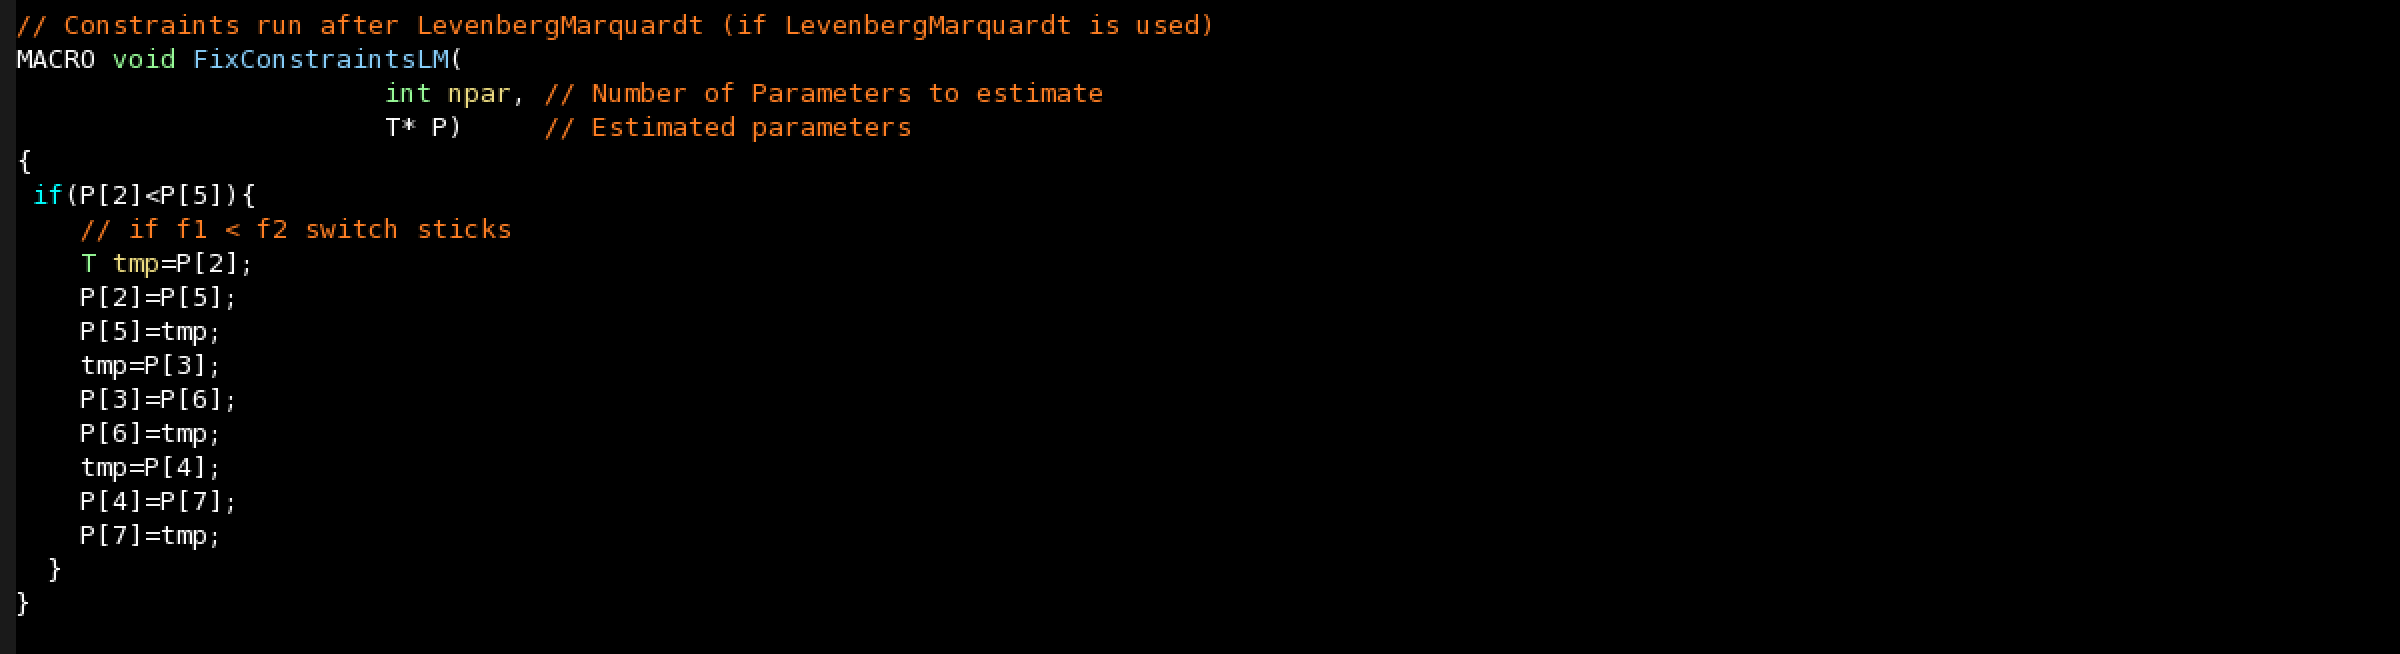 // Constraints run after LevenbergMarquardt (if LevenbergMarquardt is used)
MACRO void FixConstraintsLM(
                       int npar, // Number of Parameters to estimate
                       T* P)     // Estimated parameters
{
 if(P[2]<P[5]){
    // if f1 < f2 switch sticks
    T tmp=P[2];
    P[2]=P[5];
    P[5]=tmp;
    tmp=P[3];
    P[3]=P[6];
    P[6]=tmp;
    tmp=P[4];
    P[4]=P[7];
    P[7]=tmp;
  }
}